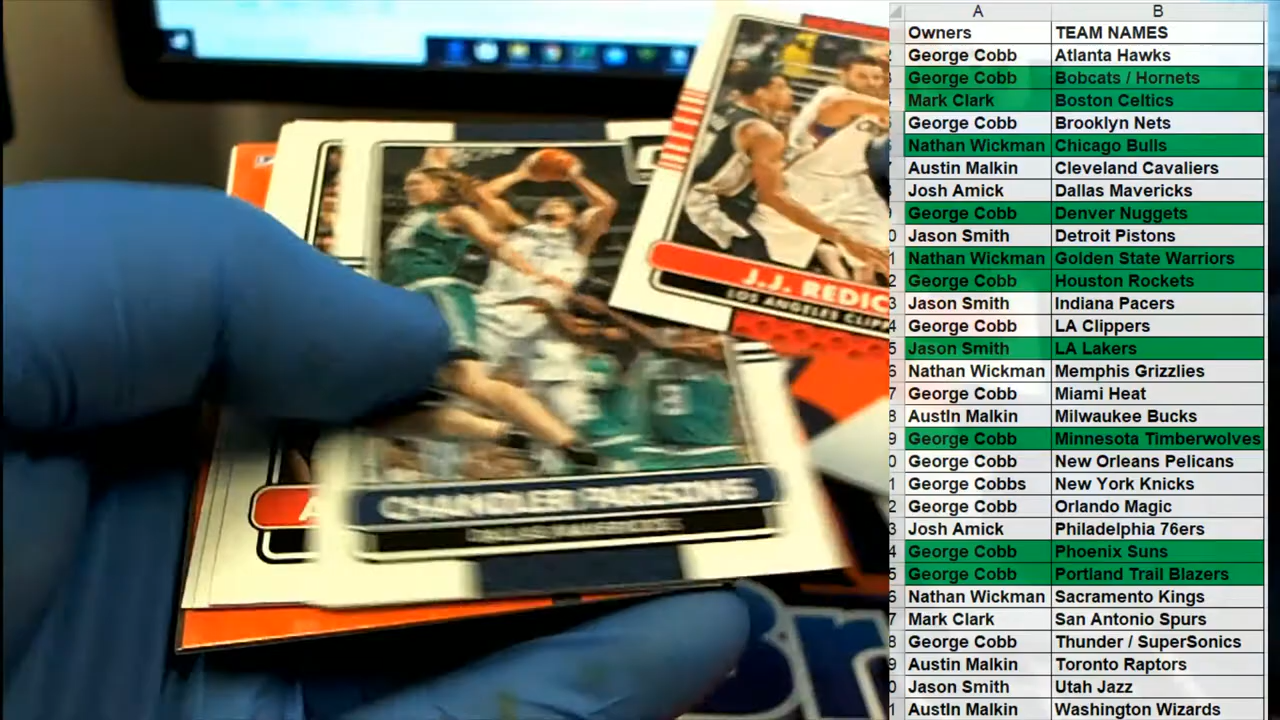 J.J. REDIC
LOS ANGELES CLIPP
CHANDLER PARSONS
DALLAS MAVERICKS
A
B
Owners TEAM NAMES
George Cobb Atlanta Hawks
George Cobb Bobcats / Hornets
Mark Clark Boston Celtics
George Cobb Brooklyn Nets
Nathan Wickman Chicago Bulls
Austin Malkin Cleveland Cavaliers
Josh Amick Dallas Mavericks
George Cobb Denver Nuggets
Jason Smith Detroit Pistons
Nathan Wickman Golden State Warriors
George Cobb Houston Rockets
Jason Smith Indiana Pacers
George Cobb LA Clippers
Jason Smith LA Lakers
Nathan Wickman Memphis Grizzlies
George Cobb Miami Heat
AustIn Malkin Milwaukee Bucks
George Cobb Minnesota Timberwolves
George Cobb New Orleans Pelicans
George Cobbs New York Knicks
George Cobb Orlando Magic
Josh Amick Philadelphia 76ers
George Cobb Phoenix Suns
George Cobb Portland Trail Blazers
Nathan Wickman Sacramento Kings
Mark Clark San Antonio Spurs
George Cobb Thunder / SuperSonics
Austin Malkin Toronto Raptors
Jason Smith Utah Jazz
AustIn Malkin Washington Wizards